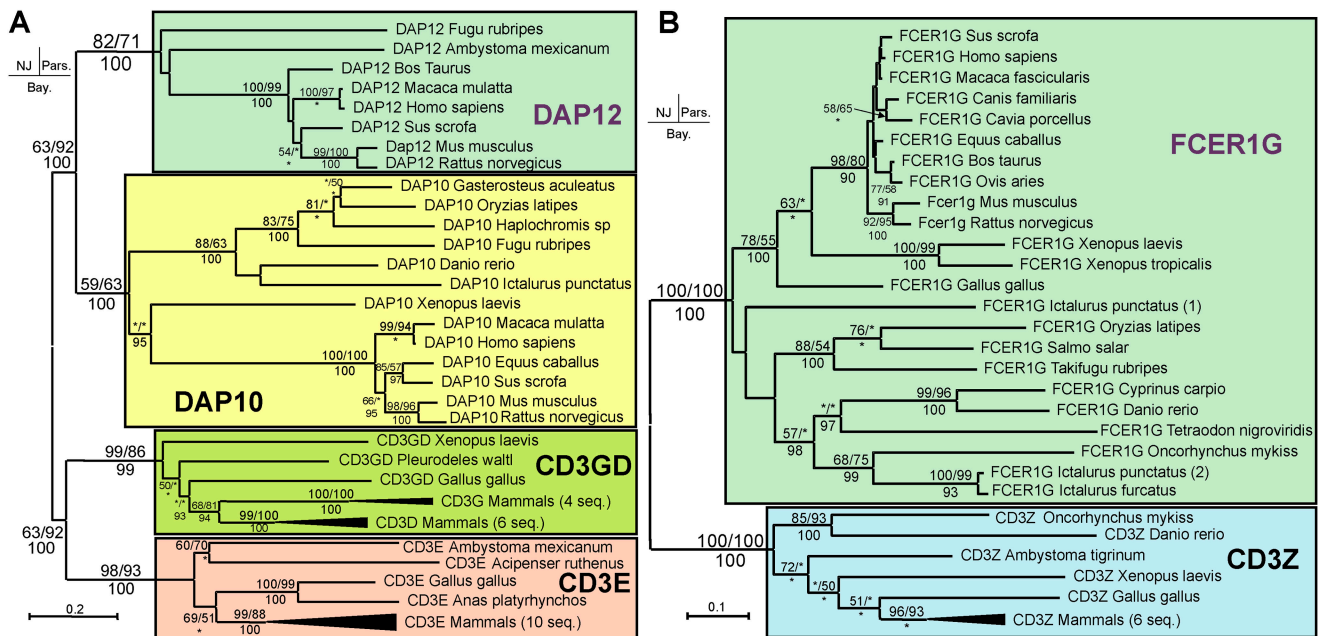 A
NJ Pars.
Bay.
82/71
100
63/92
100
DAP12 Fugu rubripes
DAP12 Ambystoma mexicanum
DAP12 Bos Taurus
100/99
100
DAP12 Macaca mulatta
100/97
*
DAP12 Homo sapiens
DAP12 Sus scrofa
54/*
*
Dap12 Mus musculus
99/100
100
DAP12 Rattus norvegicus
DAP12
59/63
100
*/50
*
DAP10 Gasterosteus aculeatus
81/*
*
DAP10 Oryzias latipes
83/75
100
DAP10 Haplochromis sp
88/63
100
DAP10 Fugu rubripes
DAP10 Danio rerio
DAP10 Ictalurus punctatus
*/*
95
DAP10 Xenopus laevis
99/94
*
DAP10 Macaca mulatta
DAP10 Homo sapiens
100/100
100
85/57
97
DAP10 Equus caballus
DAP10 Sus scrofa
66/*
95
98/96
100
DAP10 Mus musculus
DAP10 Rattus norvegicus
DAP10
63/92
100
99/86
99
CD3GD Xenopus laevis
CD3GD Pleurodeles waltl
50/*
*
CD3GD Gallus gallus
*/*
93
68/81
94
100/100
100
CD3G Mammals (4 seq.)
99/100
100
CD3D Mammals (6 seq.)
CD3GD
98/93
100
60/70
*
CD3E Ambystoma mexicanum
CD3E Acipenser ruthenus
100/99
100
CD3E Gallus gallus
CD3E Anas platyrhynchos
69/51
*
99/88
100
CD3E Mammals (10 seq.)
CD3E
0.2
B
NJ Pars.
Bay.
FCER1G Sus scrofa
FCER1G Homo sapiens
FCER1G Macaca fascicularis
FCER1G Canis familiaris
58/65
*
FCER1G Cavia porcellus
FCER1G Equus caballus
98/80
90
FCER1G Bos taurus
77/58
91
FCER1G Ovis aries
Fcer1g Mus musculus
92/95
100
Fcer1g Rattus norvegicus
63/*
*
78/55
100
100/99
100
FCER1G Xenopus laevis
FCER1G Xenopus tropicalis
FCER1G Gallus gallus
100/100
100
FCER1G Ictalurus punctatus (1)
76/*
*
FCER1G Oryzias latipes
88/54
100
FCER1G Salmo salar
FCER1G Takifugu rubripes
99/96
100
FCER1G Cyprinus carpio
*/*
97
FCER1G Danio rerio
57/*
98
FCER1G Tetraodon nigroviridis
68/75
99
FCER1G Oncorhynchus mykiss
100/99
93
FCER1G Ictalurus punctatus (2)
FCER1G Ictalurus furcatus
FCER1G
100/100
100
85/93
100
CD3Z Oncorhynchus mykiss
CD3Z Danio rerio
72/*
*
CD3Z Ambystoma tigrinum
*/50
*
CD3Z Xenopus laevis
51/*
*
CD3Z Gallus gallus
96/93
*
CD3Z Mammals (6 seq.)
CD3Z
0.1